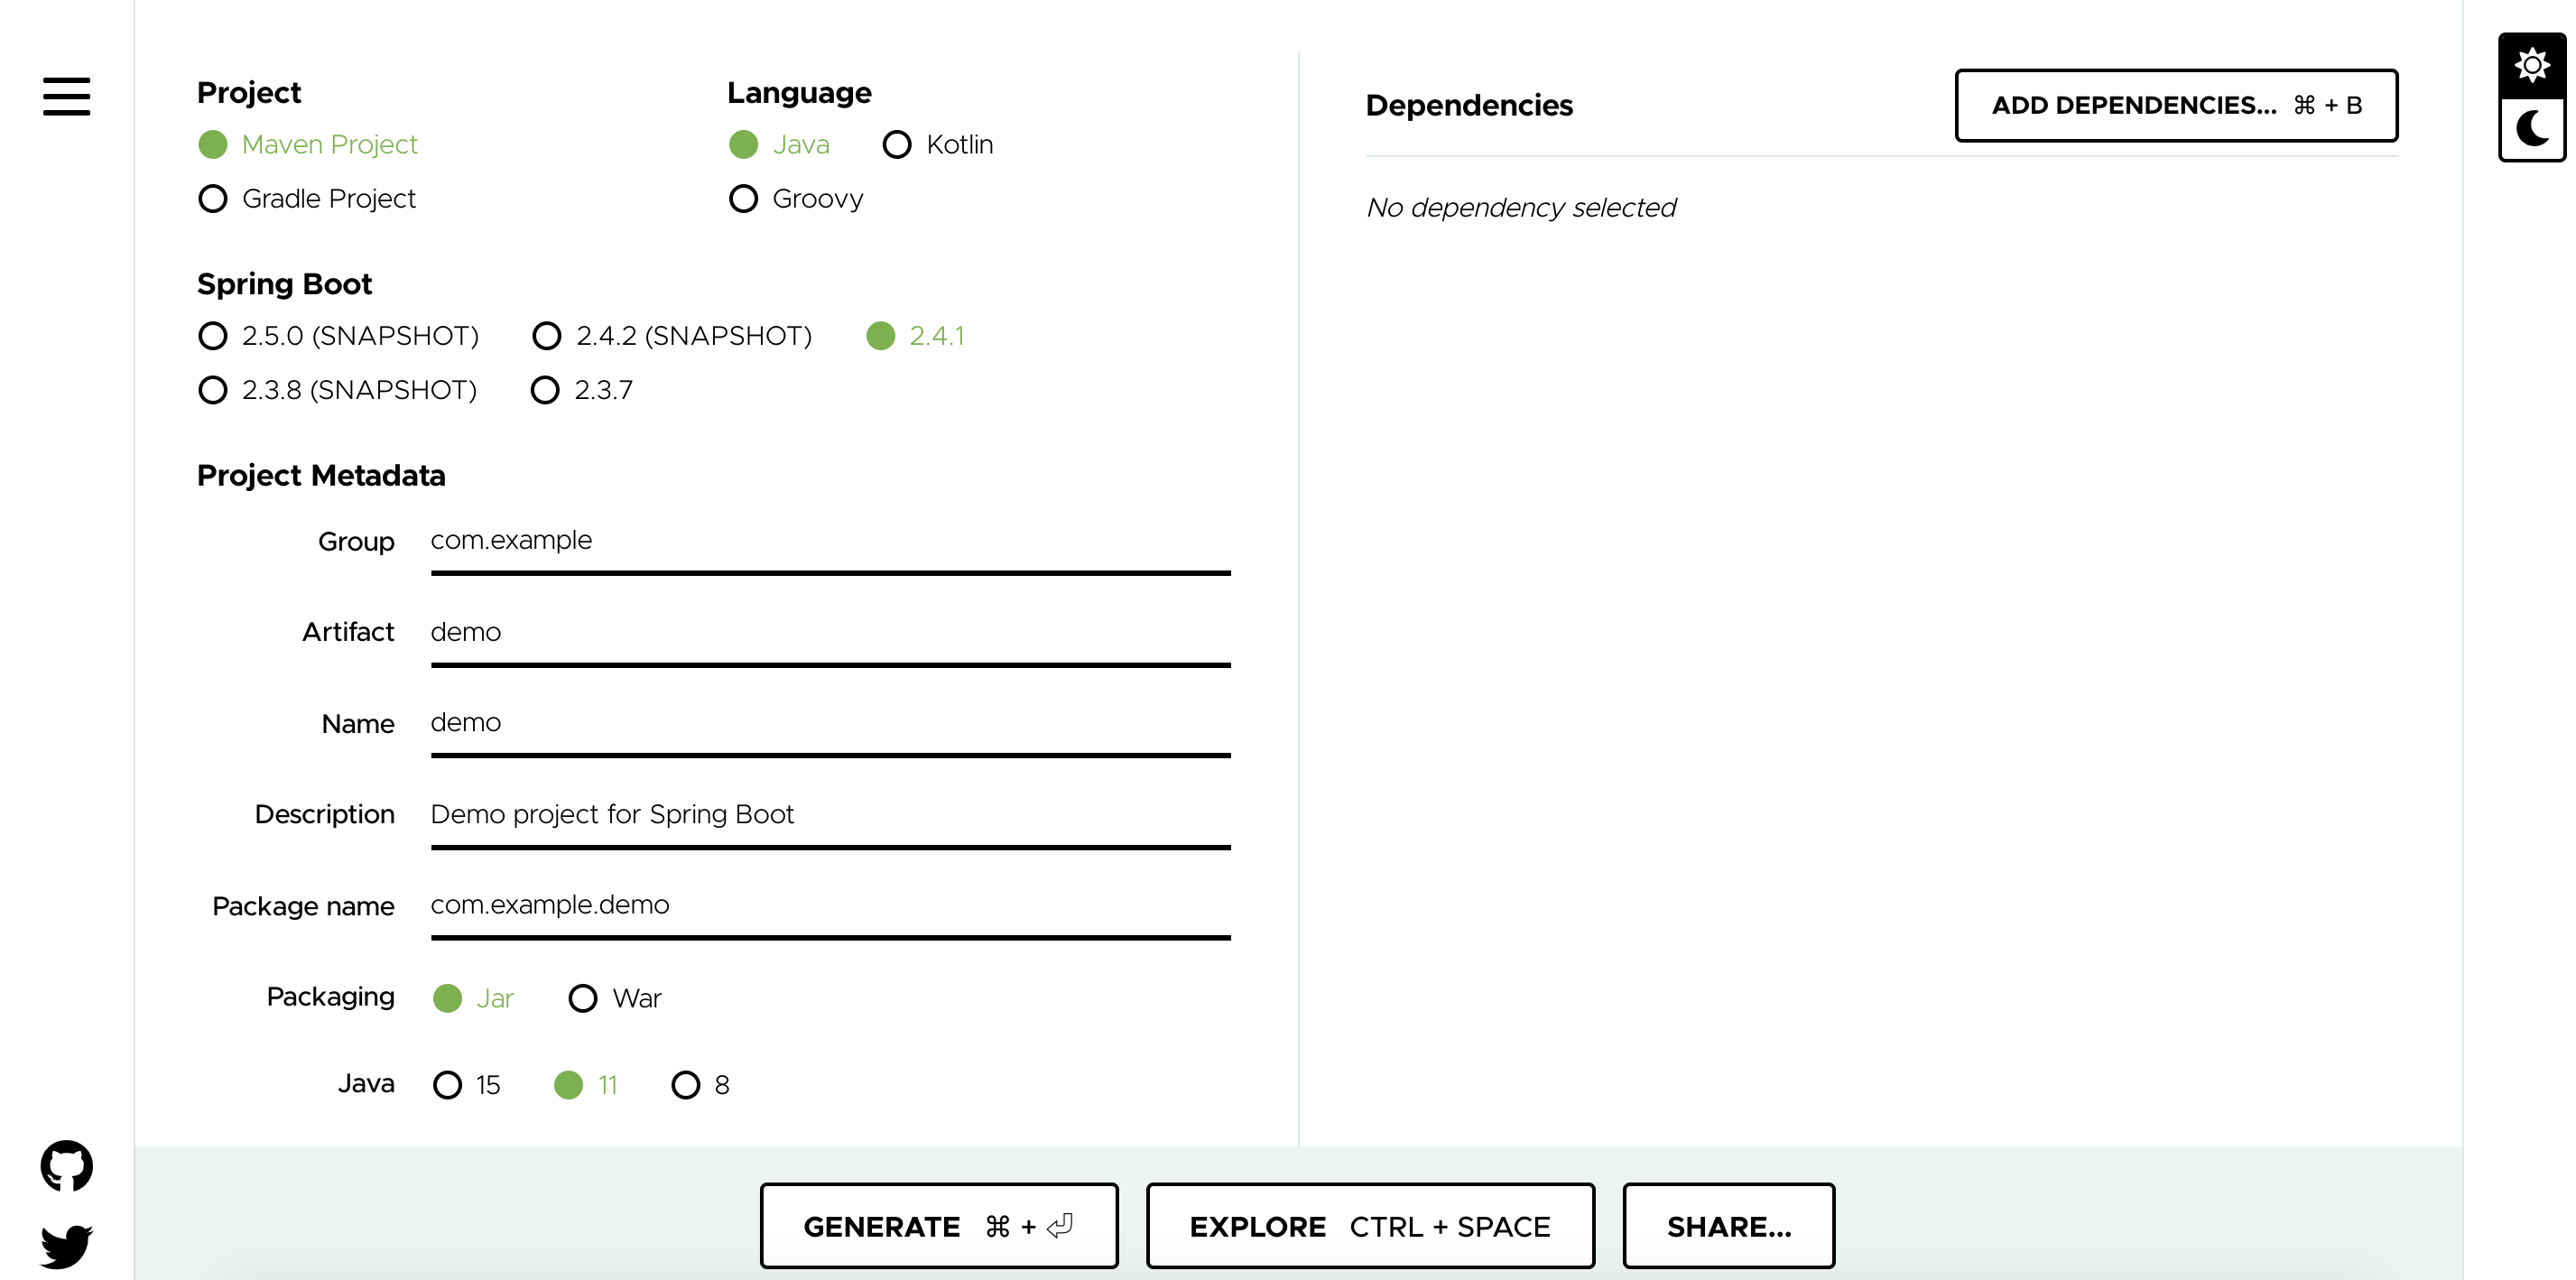 Project
Maven Project
Gradle Project
Language
Java Kotlin
Groovy
Spring Boot
2.5.0 (SNAPSHOT) 2.4.2 (SNAPSHOT) 2.4.1
2.3.8 (SNAPSHOT) 2.3.7
Project Metadata
Group com.example
Artifact demo
Name demo
Description Demo project for Spring Boot
Package name com.example.demo
Packaging Jar War
Java 15 11 8
Dependencies
ADD DEPENDENCIES... ⌘ + B
No dependency selected
GENERATE ⌘ + ⏎
EXPLORE CTRL + SPACE
SHARE...